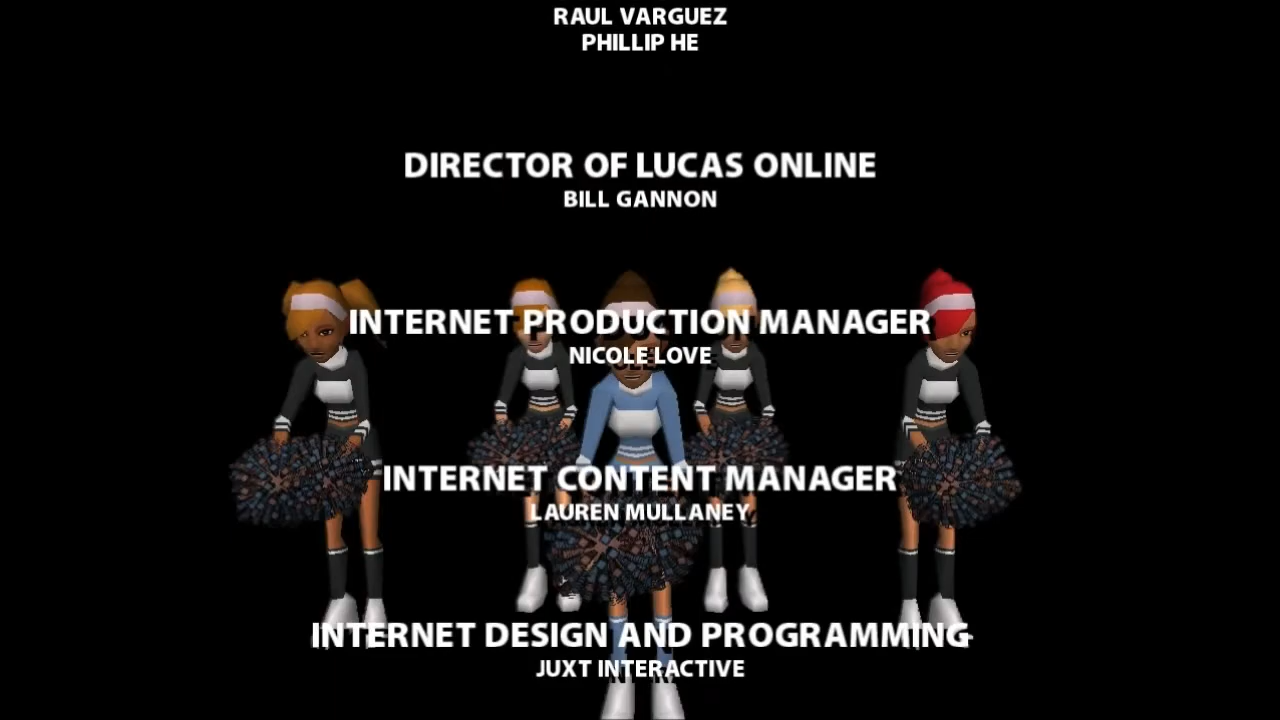 RAUL VARGUEZ
PHILLIP HE
DIRECTOR OF LUCAS ONLINE
BILL GANNON
INTERNET PRODUCTION MANAGER
NICOLE LOVE
INTERNET CONTENT MANAGER
LAUREN MULLANEY
INTERNET DESIGN AND PROGRAMMING
JUXT INTERACTIVE